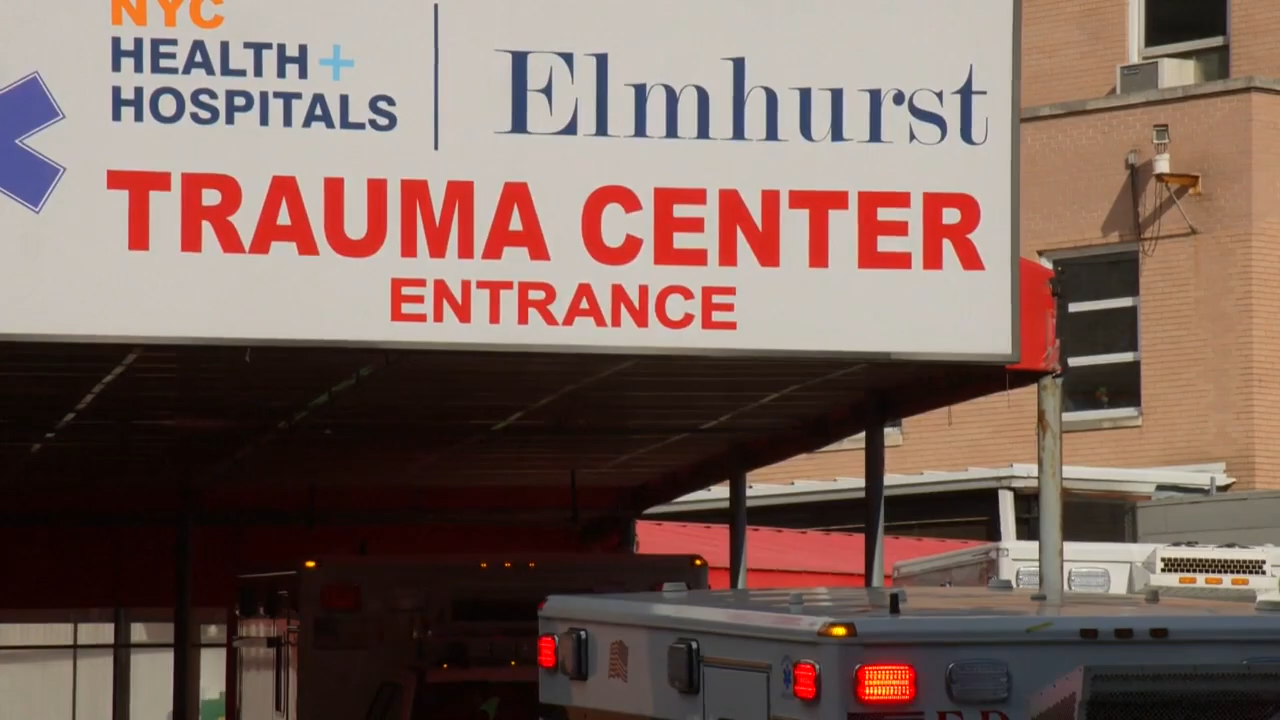 NYC
HEALTH+
HOSPITALS
Elmhurst
TRAUMA CENTER
ENTRANCE